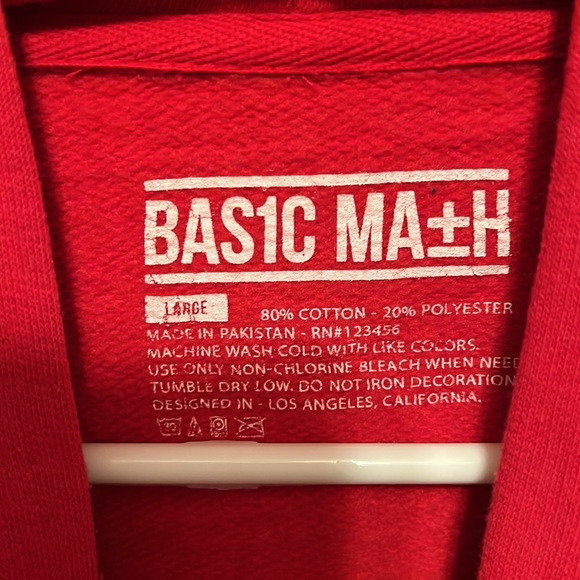 BAS1C MA±H
LARGE
80% COTTON - 20% POLYESTER
MADE IN PAKISTAN - RN#123456
MACHINE WASH COLD WITH LIKE COLORS.
USE ONLY NON-CHLORINE BLEACH WHEN NEED
TUMBLE DRY LOW. DO NOT IRON DECORATION
DESIGNED IN - LOS ANGELES, CALIFORNIA.